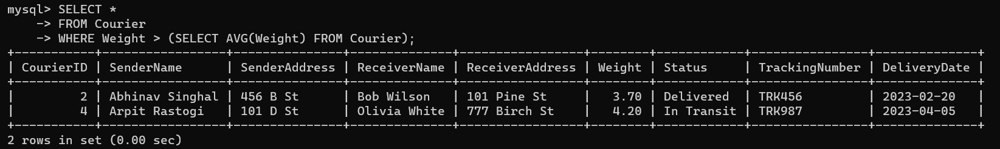 mysql> SELECT *
    -> FROM Courier
    -> WHERE Weight > (SELECT AVG(Weight) FROM Courier);
+-----------+-----------------+---------------+--------------+-----------------+--------+------------+----------------+--------------+
| CourierID | SenderName      | SenderAddress | ReceiverName | ReceiverAddress | Weight | Status     | TrackingNumber | DeliveryDate |
+-----------+-----------------+---------------+--------------+-----------------+--------+------------+----------------+--------------+
|         2 | Abhinav Singhal | 456 B St      | Bob Wilson   | 101 Pine St     |   3.70 | Delivered  | TRK456         | 2023-02-20   |
|         4 | Arpit Rastogi   | 101 D St      | Olivia White | 777 Birch St    |   4.20 | In Transit | TRK987         | 2023-04-05   |
+-----------+-----------------+---------------+--------------+-----------------+--------+------------+----------------+--------------+
2 rows in set (0.00 sec)